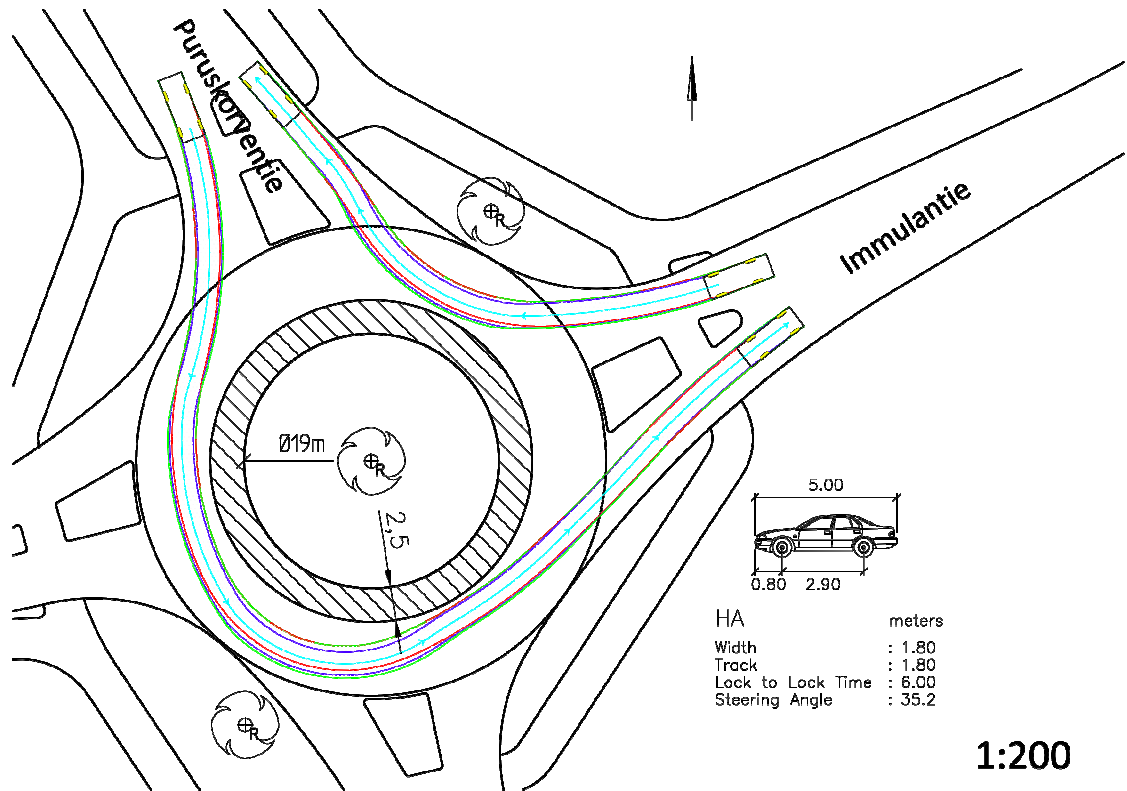 Puruskorventie
R
Immulantie
Ø19m
R
2,5
5.00
0.80 2.90
HA meters
Width : 1.80
Track : 1.80
Lock to Lock Time : 6.00
Steering Angle : 35.2
R
1:200